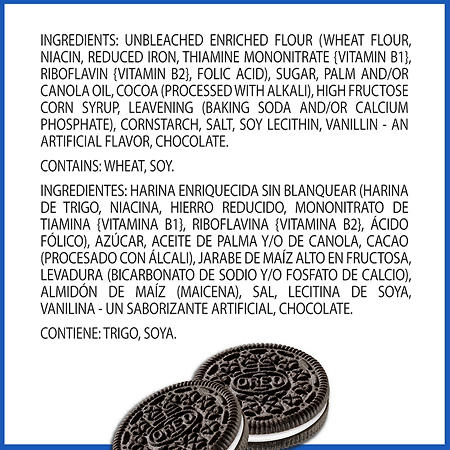 INGREDIENTS: UNBLEACHED ENRICHED FLOUR (WHEAT FLOUR,
NIACIN, REDUCED IRON, THIAMINE MONONITRATE {VITAMIN B1},
RIBOFLAVIN {VITAMIN B2}, FOLIC ACID), SUGAR, PALM AND/OR
CANOLA OIL, COCOA (PROCESSED WITH ALKALI), HIGH FRUCTOSE
CORN SYRUP, LEAVENING (BAKING SODA AND/OR CALCIUM
PHOSPHATE), CORNSTARCH, SALT, SOY LECITHIN, VANILLIN - AN
ARTIFICIAL FLAVOR, CHOCOLATE.
CONTAINS: WHEAT, SOY.
INGREDIENTES: HARINA ENRIQUECIDA SIN BLANQUEAR (HARINA
DE TRIGO, NIACINA, HIERRO REDUCIDO, MONONITRATO DE
TIAMINA {VITAMINA B1}, RIBOFLAVINA {VITAMINA B2}, ÁCIDO
FÓLICO), AZÚCAR, ACEITE DE PALMA Y/O DE CANOLA, CACAO
(PROCESADO CON ÁLCALI), JARABE DE MAÍZ ALTO EN FRUCTOSA,
LEVADURA (BICARBONATO DE SODIO Y/O FOSFATO DE CALCIO),
ALMIDÓN DE MAÍZ (MAICENA), SAL, LECITINA DE SOYA,
VANILINA - UN SABORIZANTE ARTIFICIAL, CHOCOLATE.
CONTIENE: TRIGO, SOYA.
OREO
OREO